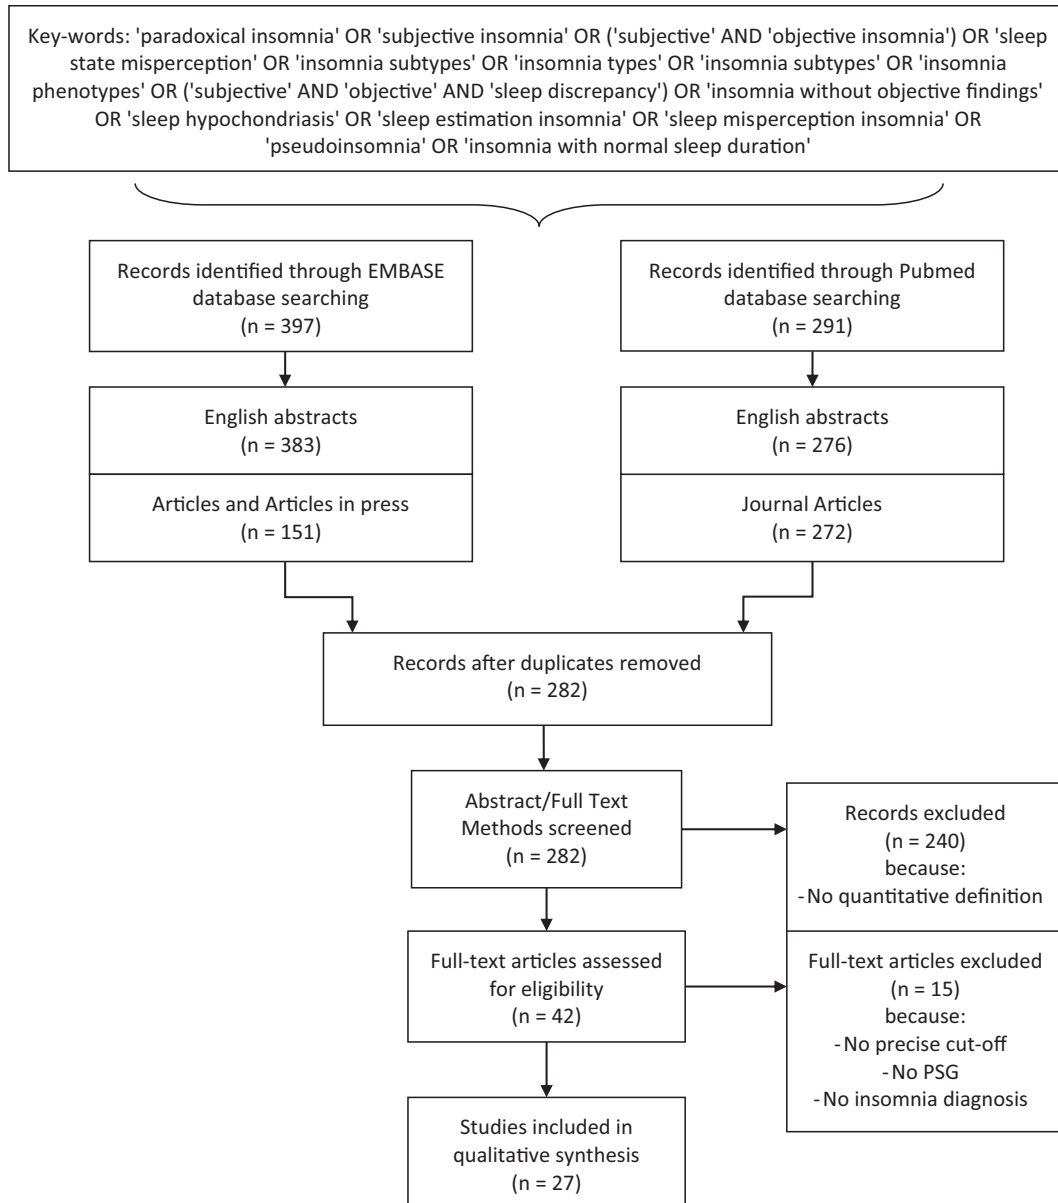 Key-words: 'paradoxical insomnia' OR 'subjective insomnia' OR ('subjective' AND 'objective insomnia') OR 'sleep
state misperception' OR 'insomnia subtypes' OR 'insomnia types' OR 'insomnia subtypes' OR 'insomnia
phenotypes' OR ('subjective' AND 'objective' AND 'sleep discrepancy') OR 'insomnia without objective findings'
OR 'sleep hypochondriasis' OR 'sleep estimation insomnia' OR 'sleep misperception insomnia' OR
'pseudoinsomnia' OR 'insomnia with normal sleep duration'
Records identified through EMBASE
database searching
(n = 397)
Records identified through Pubmed
database searching
(n = 291)
English abstracts
(n = 383)
English abstracts
(n = 276)
Articles and Articles in press
(n = 151)
Journal Articles
(n = 272)
Records after duplicates removed
(n = 282)
Abstract/Full Text
Methods screened
(n = 282)
Records excluded
(n = 240)
because:
-No quantitative definition
Full-text articles assessed
for eligibility
(n = 42)
Full-text articles excluded
(n = 15)
because:
-No precise cut-off
-No PSG
-No insomnia diagnosis
Studies included in
qualitative synthesis
(n = 27)